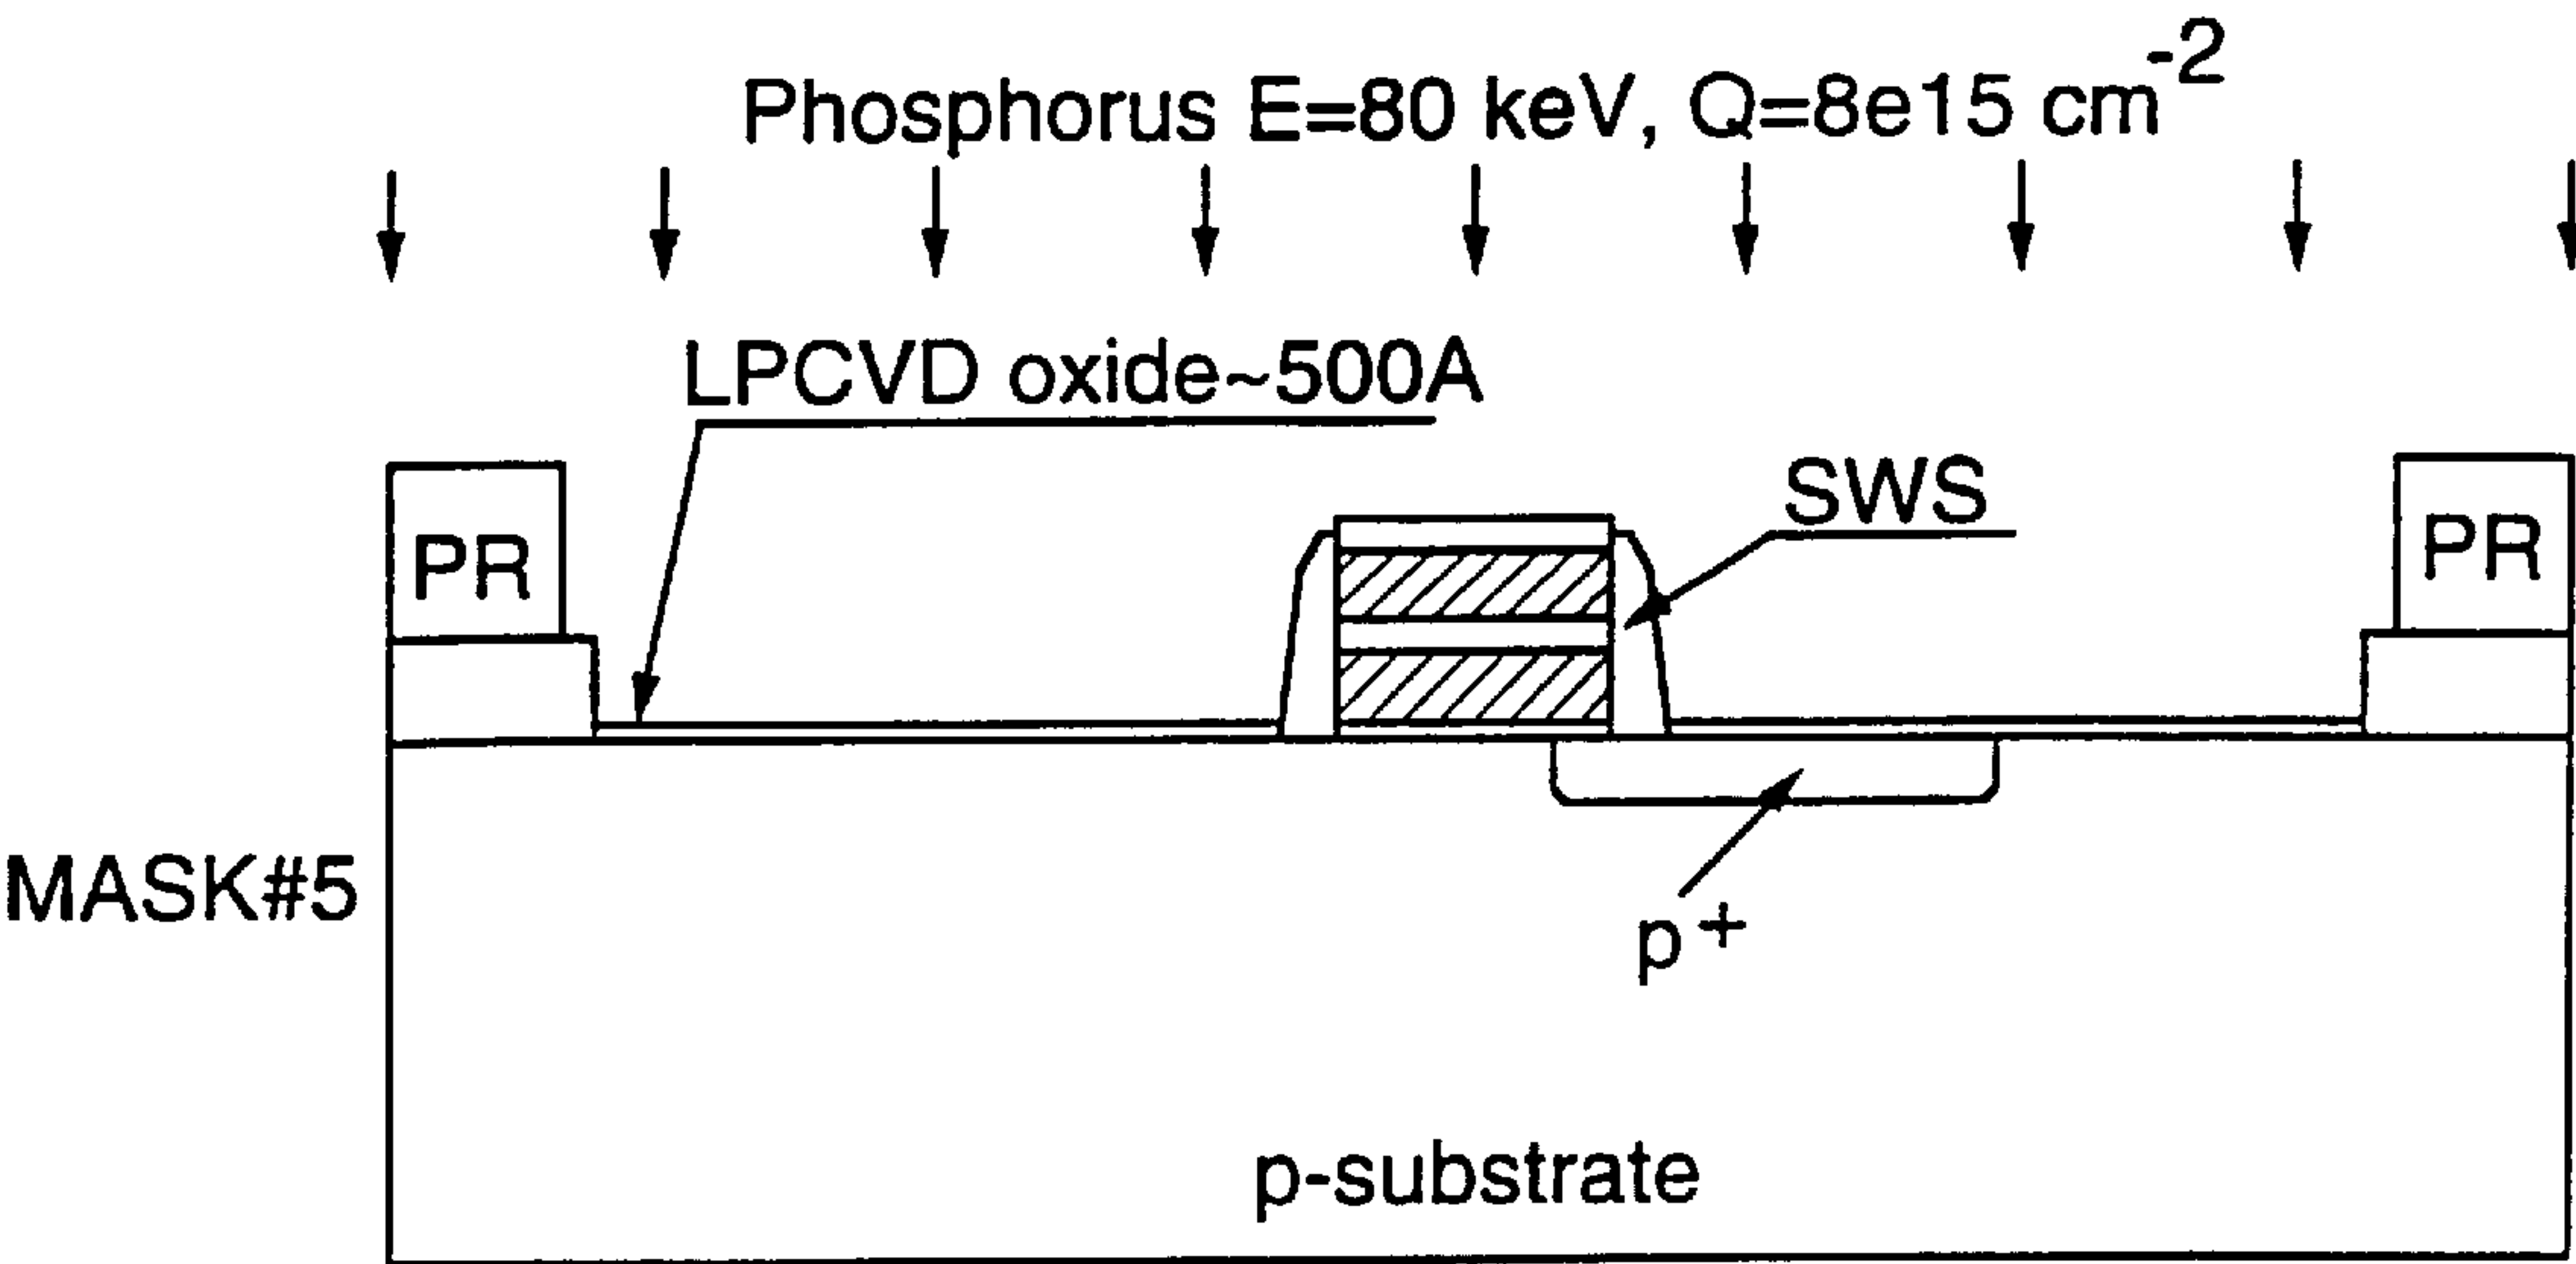 Phosphorus E=80 keV, Q=8e15 cm-2
LPCVD oxide~500A
SWS
PR
PR
MASK#5
p+
p-substrate